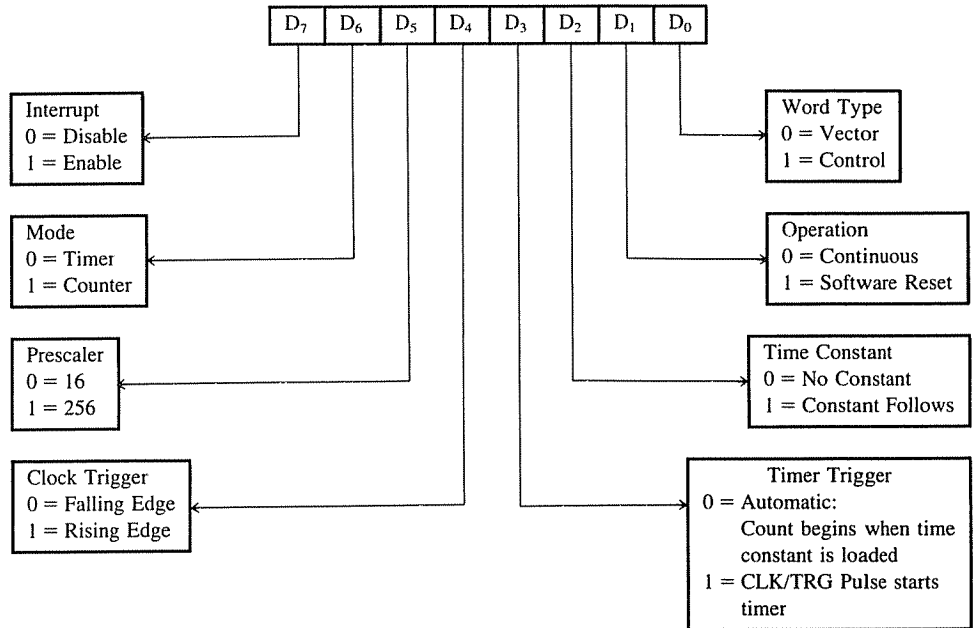 D₇ D₆ D₅ D₄ D₃ D₂ D₁ D₀
Interrupt
0 = Disable
1 = Enable
Word Type
0 = Vector
1 = Control
Mode
0 = Timer
1 = Counter
Operation
0 = Continuous
1 = Software Reset
Prescaler
0 = 16
1 = 256
Time Constant
0 = No Constant
1 = Constant Follows
Clock Trigger
0 = Falling Edge
1 = Rising Edge
Timer Trigger
0 = Automatic:
Count begins when time
constant is loaded
1 = CLK/TRG Pulse starts
timer